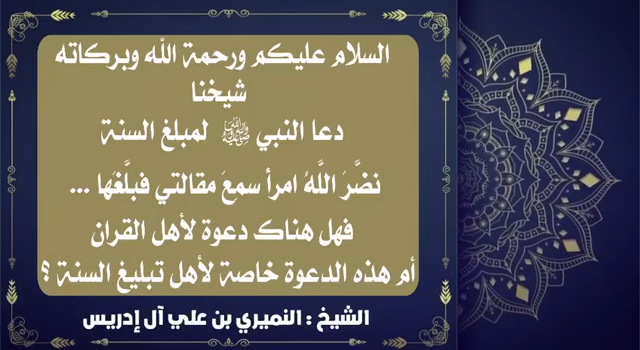 السلام عليكم ورحمة الله وبركاته
شيخنا
دعا النبي ﷺ لمبلغ السنة
نضَّرَ اللَّهُ امرأ سمعَ مقالتي فبلَّغَها ...
فهل هناك دعوة لأهل القران
أم هذه الدعوة خاصة لأهل تبليغ السنة ؟
الشيخ : النميري بن علي آل إدريس